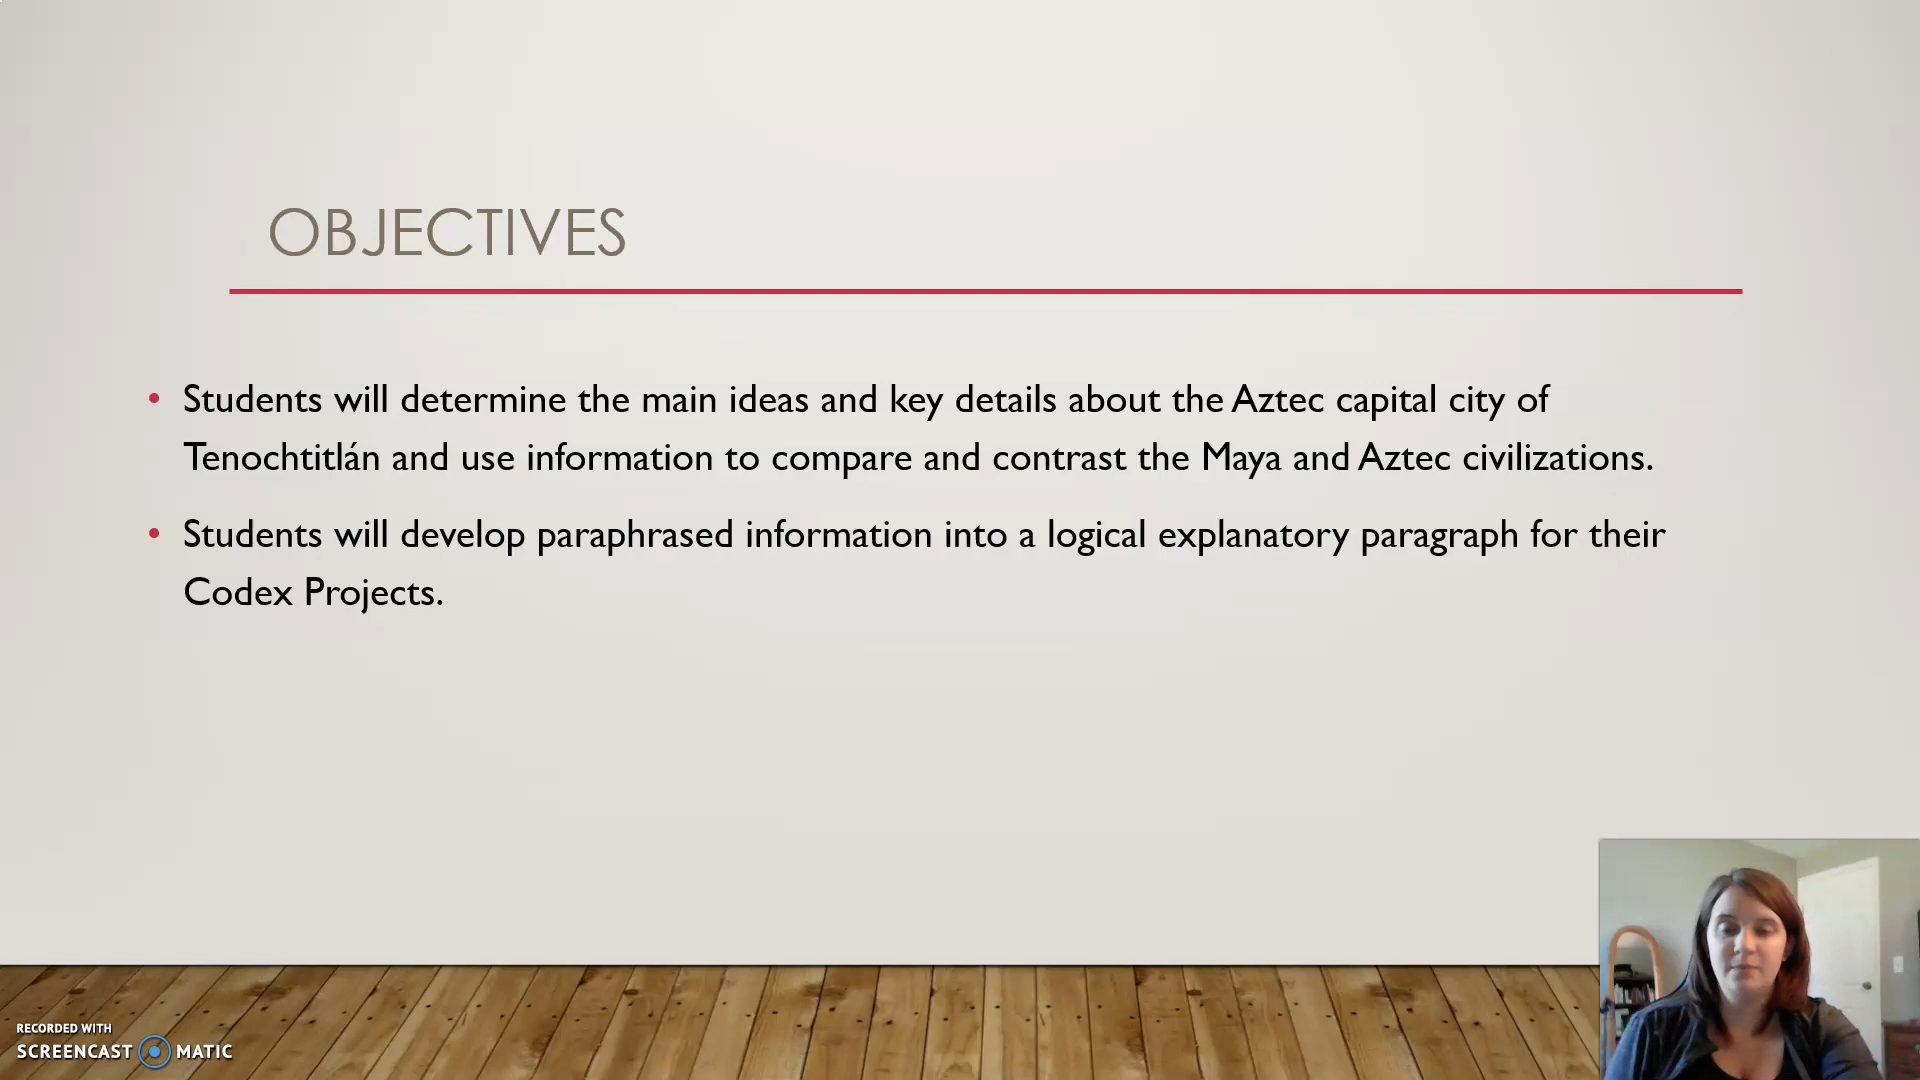 OBJECTIVES
• Students will determine the main ideas and key details about the Aztec capital city of
Tenochtitlán and use information to compare and contrast the Maya and Aztec civilizations.
• Students will develop paraphrased information into a logical explanatory paragraph for their
Codex Projects.
RECORDED WITH
SCREENCAST MATIC